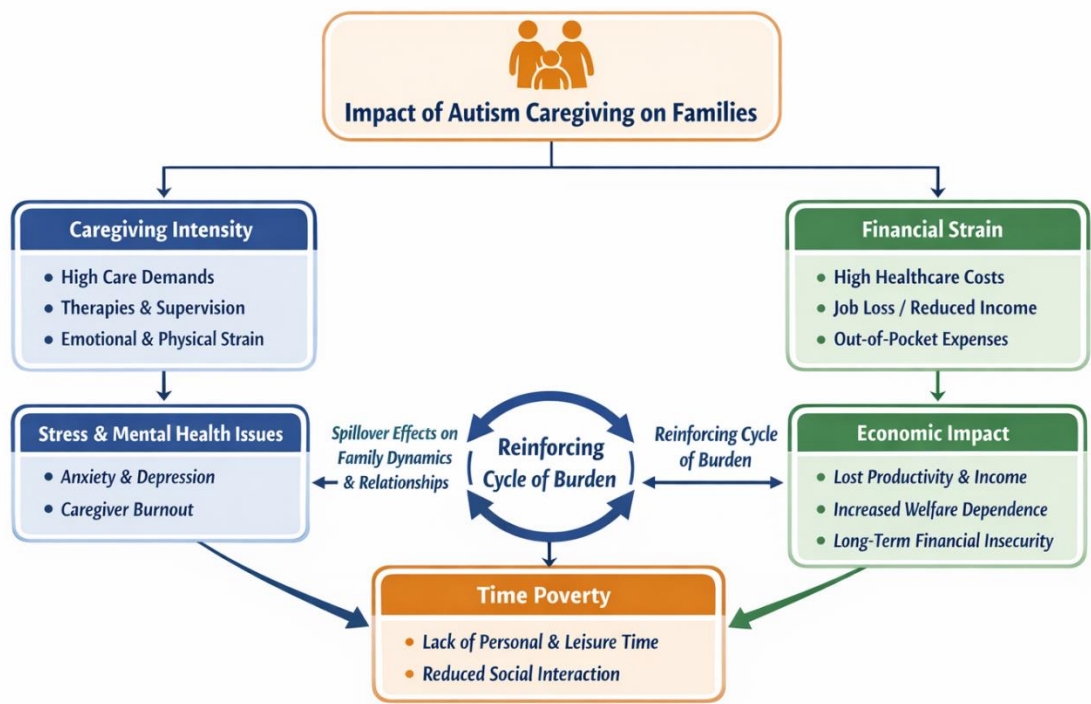 Impact of Autism Caregiving on Families
Caregiving Intensity
• High Care Demands
• Therapies & Supervision
• Emotional & Physical Strain
Financial Strain
• High Healthcare Costs
• Job Loss / Reduced Income
• Out-of-Pocket Expenses
Stress & Mental Health Issues
• Anxiety & Depression
• Caregiver Burnout
Spillover Effects on
Family Dynamics
& Relationships
Reinforcing
Cycle of Burden
Reinforcing Cycle
of Burden
Economic Impact
• Lost Productivity & Income
• Increased Welfare Dependence
• Long-Term Financial Insecurity
Time Poverty
• Lack of Personal & Leisure Time
• Reduced Social Interaction